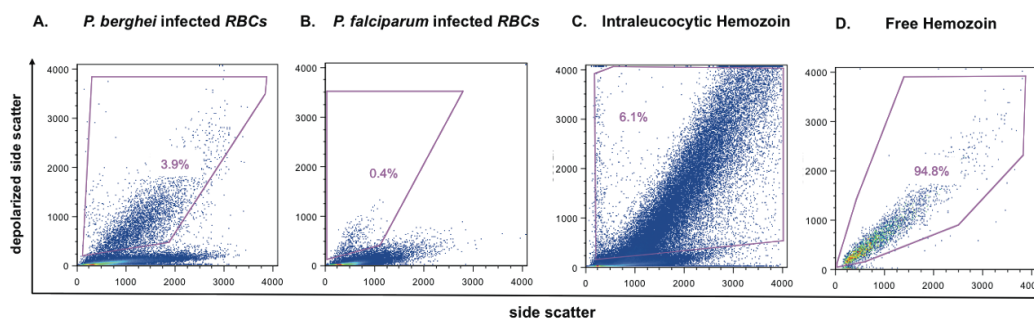 A. P. berghei infected RBCs
B. P. falciparum infected RBCs
C. Intraleucocytic Hemozoin
D. Free Hemozoin
depolarized side scatter
4000
3000
2000
1000
0
3.9%
0 1000 2000 3000 4000
4000
3000
2000
1000
0
0.4%
0 1000 2000 3000 4000
4000
3000
2000
1000
0
6.1%
0 1000 2000 3000 4000
4000
3000
2000
1000
0
94.8%
0 1000 2000 3000 400
side scatter